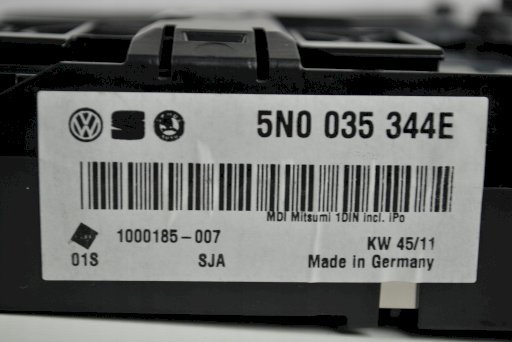 5N0 035 344E
MDI Mitsumi 1DIN incl. iPo
1000185-007 KW 45/11
01S SJA Made in Germany